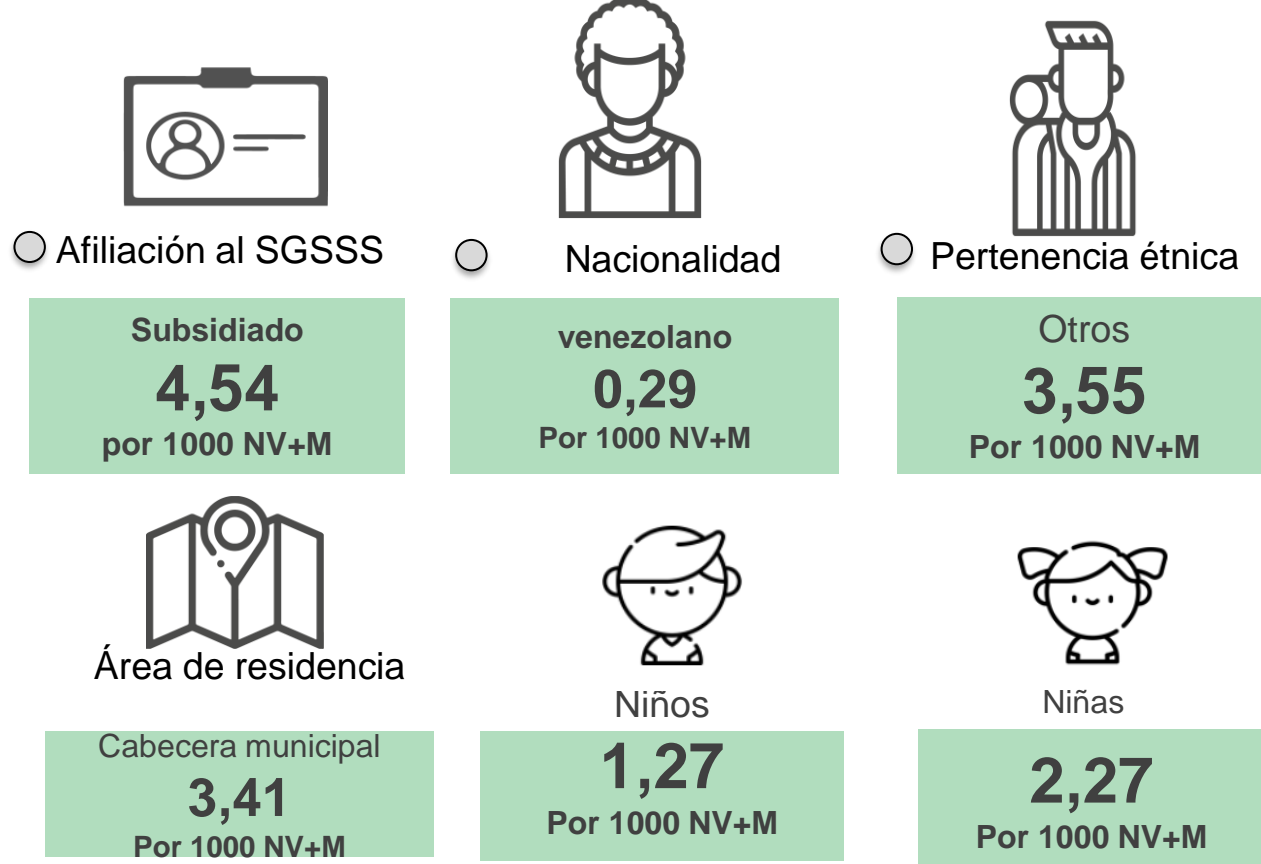 Afiliación al SGSSS
Subsidiado
4,54
por 1000 NV+M
Nacionalidad
venezolano
0,29
Por 1000 NV+M
Pertenencia étnica
Otros
3,55
Por 1000 NV+M
Área de residencia
Cabecera municipal
3,41
Por 1000 NV+M
Niños
1,27
Por 1000 NV+M
Niñas
2,27
Por 1000 NV+M